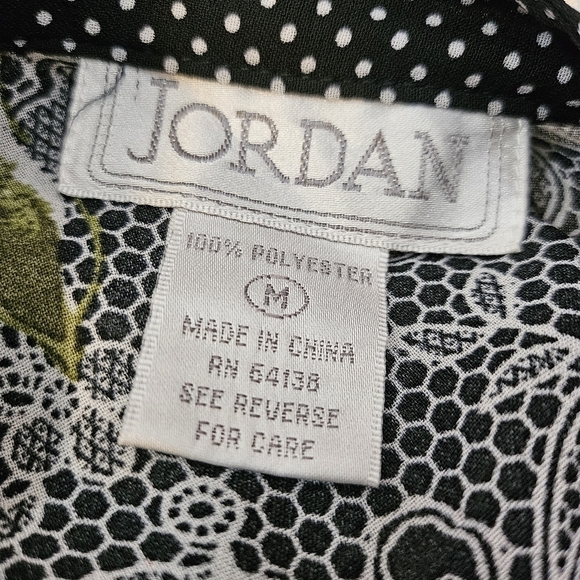 JORDAN
100% POLYESTER
M
MADE IN CHINA
RN 64138
SEE REVERSE
FOR CARE